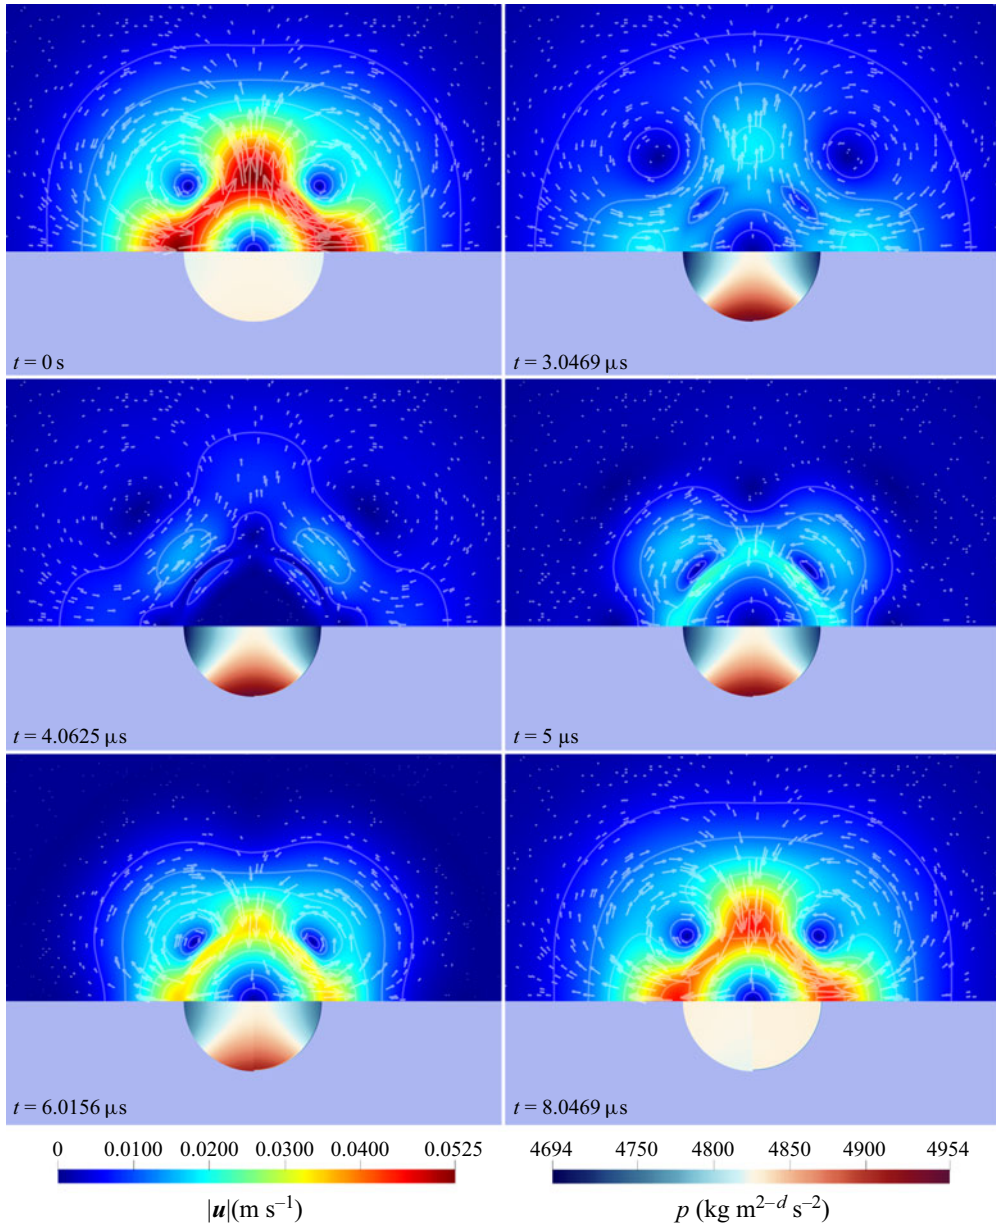 t = 0 s
t = 3.0469 μs
t = 4.0625 μs
t = 5 μs
t = 6.0156 μs
t = 8.0469 μs
0 0.0100 0.0200 0.0300 0.0400 0.0525
4694 4750 4800 4850 4900 4954
|u|(m s⁻¹)
p (kg m²⁻ᵈ s⁻²)